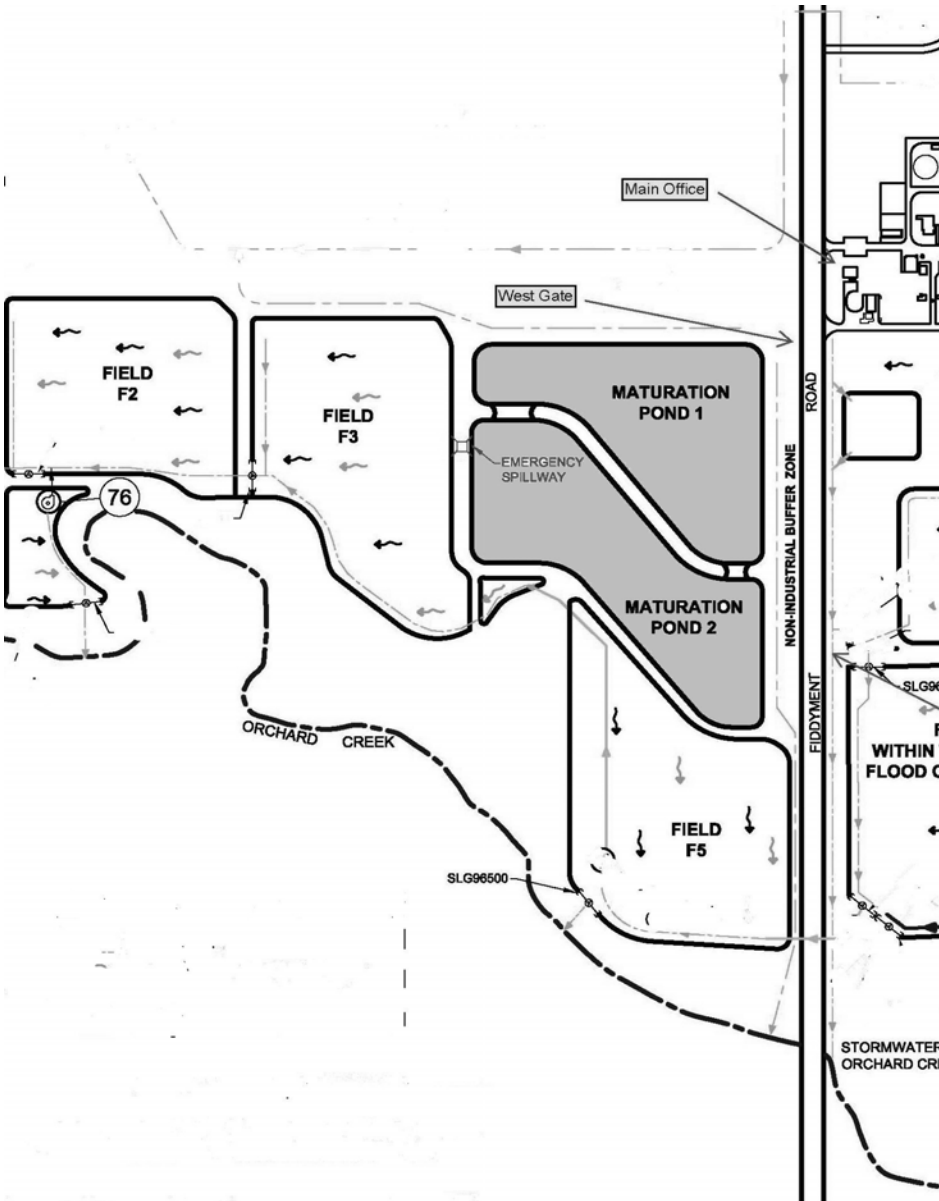 Main Office
West Gate
FIELD
F2
FIELD
F3
MATURATION
POND 1
ROAD
EMERGENCY
SPILLWAY
76
NON-INDUSTRIAL BUFFER ZONE
MATURATION
POND 2
FIDDYMENT
SLG96
ORCHARD CREEK
WITHIN
FLOOD
FIELD
F5
SLG96500
STORMWATER
ORCHARD CR